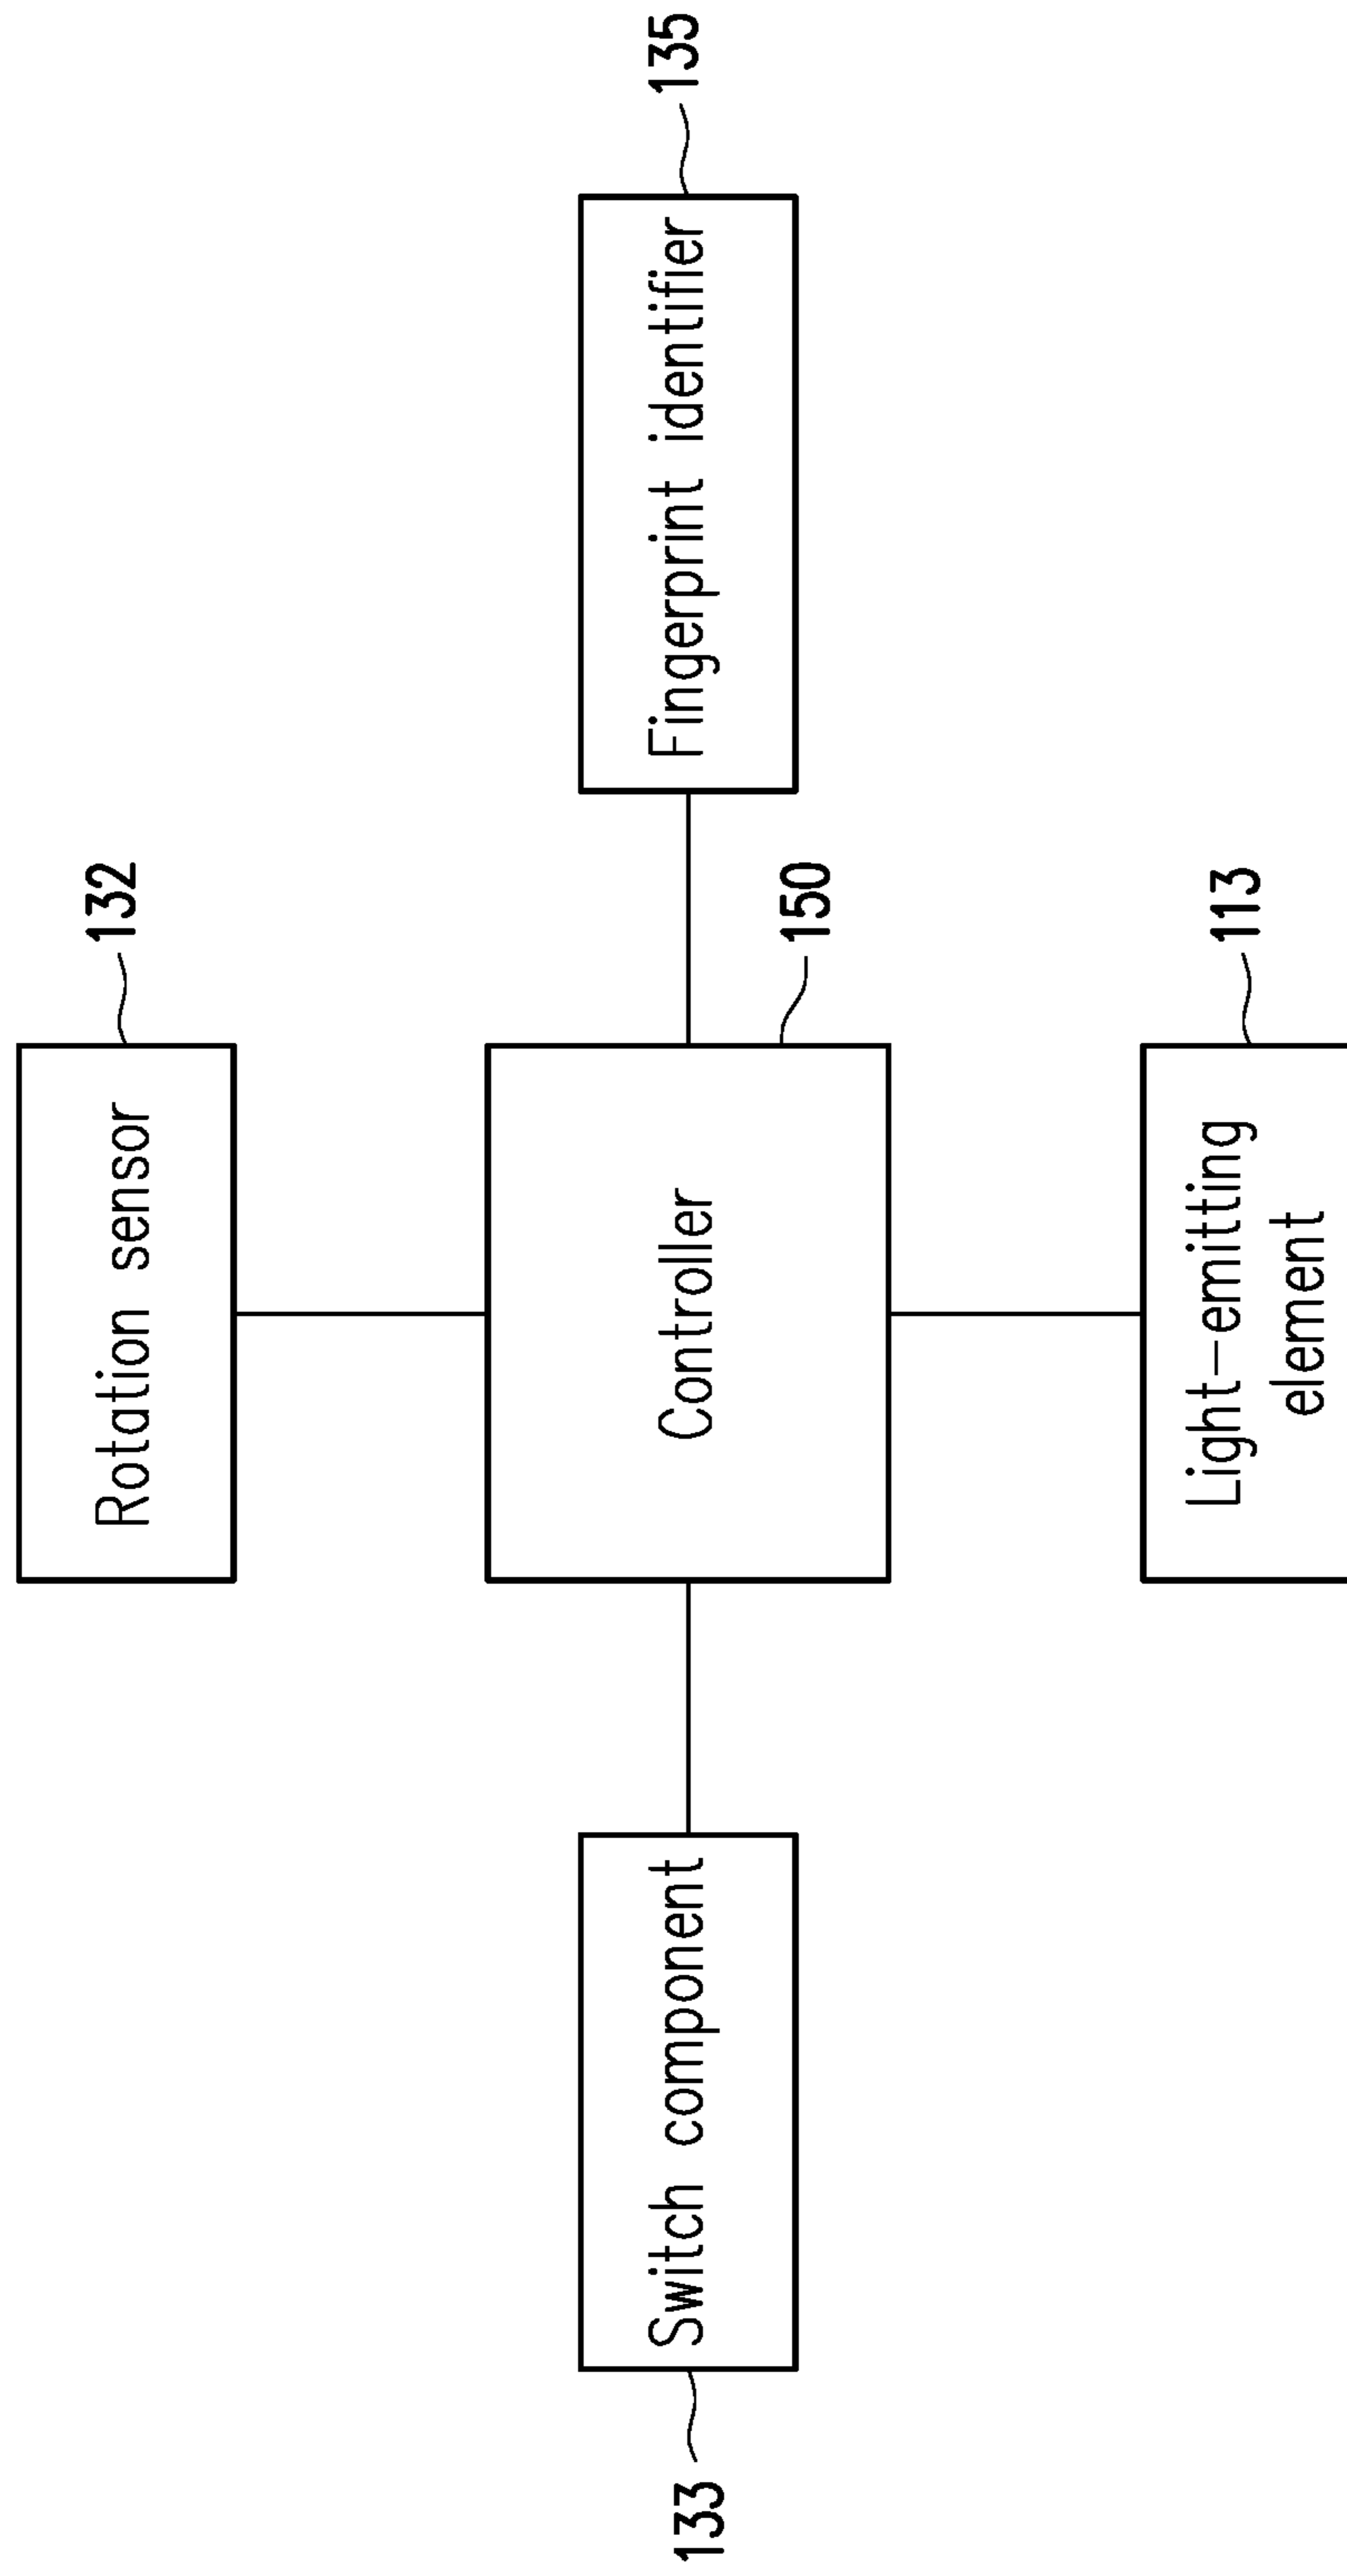 132
Rotation sensor
133
Switch component
Controller
150
Fingerprint identifier
135
Light-emitting
element
113